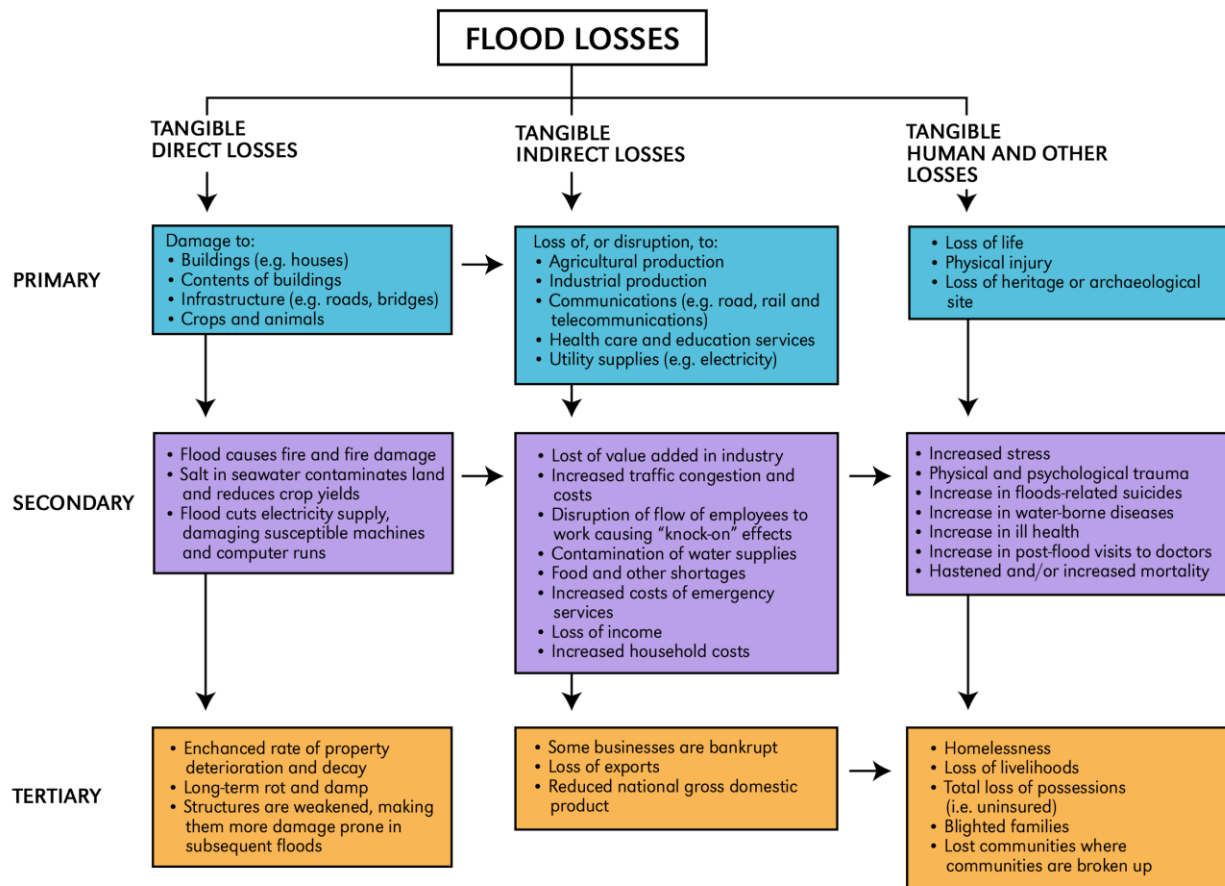 FLOOD LOSSES
TANGIBLE
DIRECT LOSSES
TANGIBLE
INDIRECT LOSSES
TANGIBLE
HUMAN AND OTHER
LOSSES
PRIMARY
Damage to:
• Buildings (e.g. houses)
• Contents of buildings
• Infrastructure (e.g. roads, bridges)
• Crops and animals
Loss of, or disruption, to:
• Agricultural production
• Industrial production
• Communications (e.g. road, rail and
telecommunications)
• Health care and education services
• Utility supplies (e.g. electricity)
• Loss of life
• Physical injury
• Loss of heritage or archaeological
site
SECONDARY
• Flood causes fire and fire damage
• Salt in seawater contaminates land
and reduces crop yields
• Flood cuts electricity supply,
damaging susceptible machines
and computer runs
• Lost of value added in industry
• Increased traffic congestion and
costs
• Disruption of flow of employees to
work causing “knock-on” effects
• Contamination of water supplies
• Food and other shortages
• Increased costs of emergency
services
• Loss of income
• Increased household costs
• Increased stress
• Physical and psychological trauma
• Increase in floods-related suicides
• Increase in water-borne diseases
• Increase in ill health
• Increase in post-flood visits to doctors
• Hastened and/or increased mortality
TERTIARY
• Enchanced rate of property
deterioration and decay
• Long-term rot and damp
• Structures are weakened, making
them more damage prone in
subsequent floods
• Some businesses are bankrupt
• Loss of exports
• Reduced national gross domestic
product
• Homelessness
• Loss of livelihoods
• Total loss of possessions
(i.e. uninsured)
• Blighted families
• Lost communities where
communities are broken up